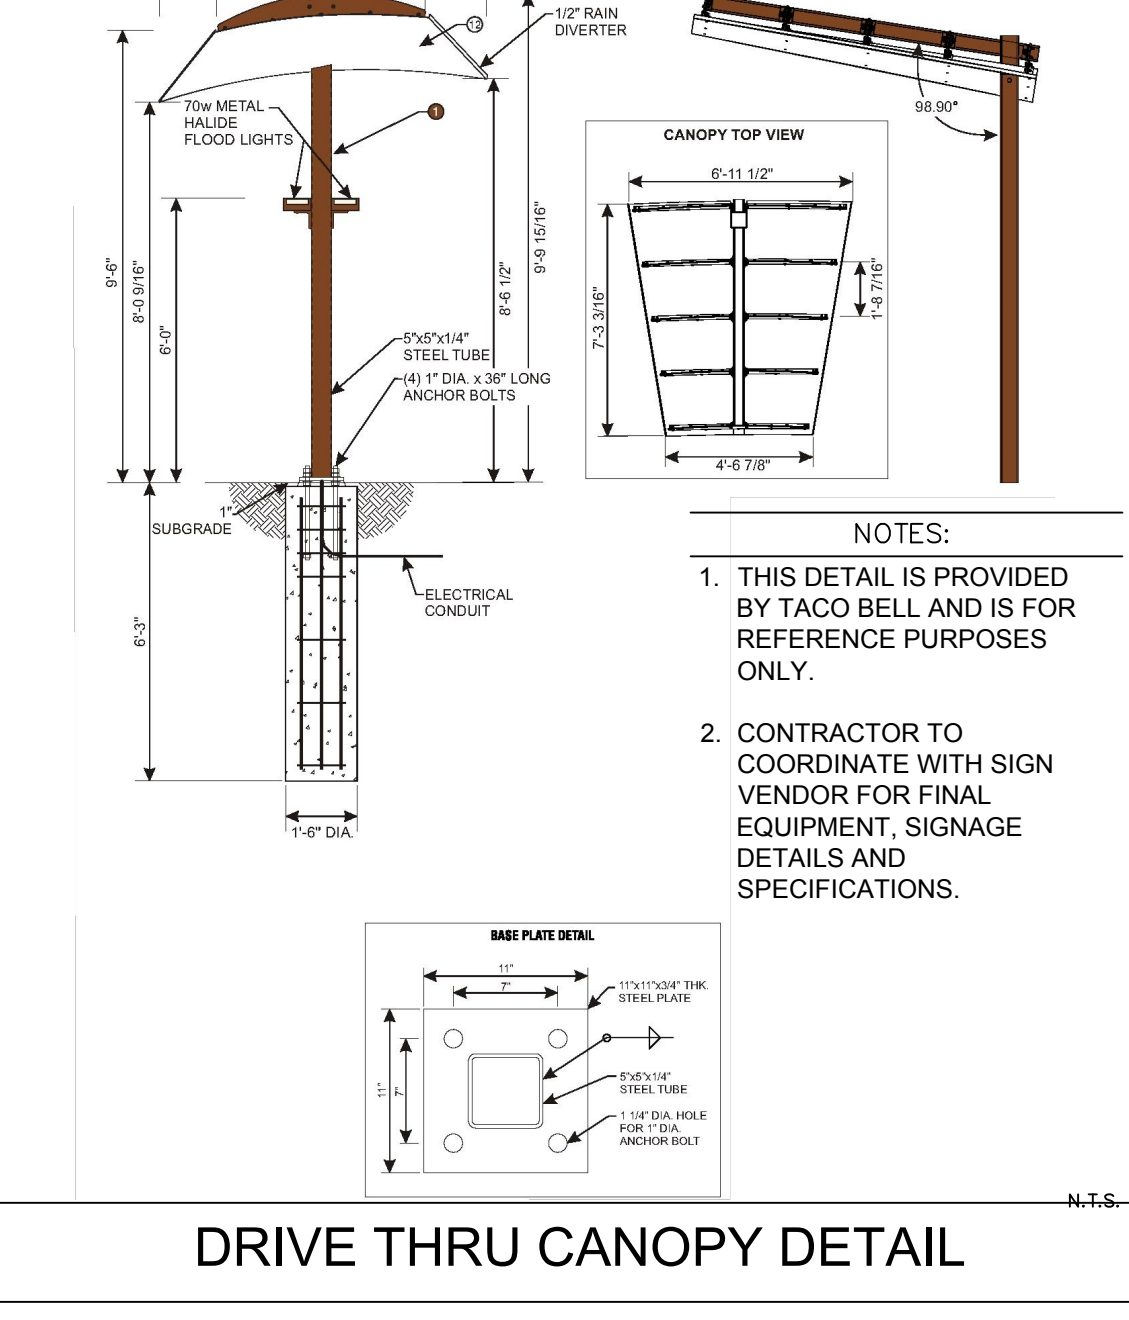 1/2" RAIN
DIVERTER
12
70w METAL
HALIDE
FLOOD LIGHTS
1
98.90°
CANOPY TOP VIEW
6'-11 1/2"
7'-3 3/16"
1'-8 7/16"
4'-6 7/8"
9'-6"
8'-0 9/16"
6'-0"
8'-6 1/2"
9'-9 15/16"
5"x5"x1/4"
STEEL TUBE
(4) 1" DIA. x 36" LONG
ANCHOR BOLTS
1"
SUBGRADE
ELECTRICAL
CONDUIT
6'-3"
1'-6" DIA.
NOTES:
1. THIS DETAIL IS PROVIDED
BY TACO BELL AND IS FOR
REFERENCE PURPOSES
ONLY.
2. CONTRACTOR TO
COORDINATE WITH SIGN
VENDOR FOR FINAL
EQUIPMENT, SIGNAGE
DETAILS AND
SPECIFICATIONS.
BASE PLATE DETAIL
11"
7"
11"x11"x3/4" THK.
STEEL PLATE
11"
7"
5"x5"x1/4"
STEEL TUBE
1 1/4" DIA. HOLE
FOR 1" DIA.
ANCHOR BOLT
N.T.S.
DRIVE THRU CANOPY DETAIL